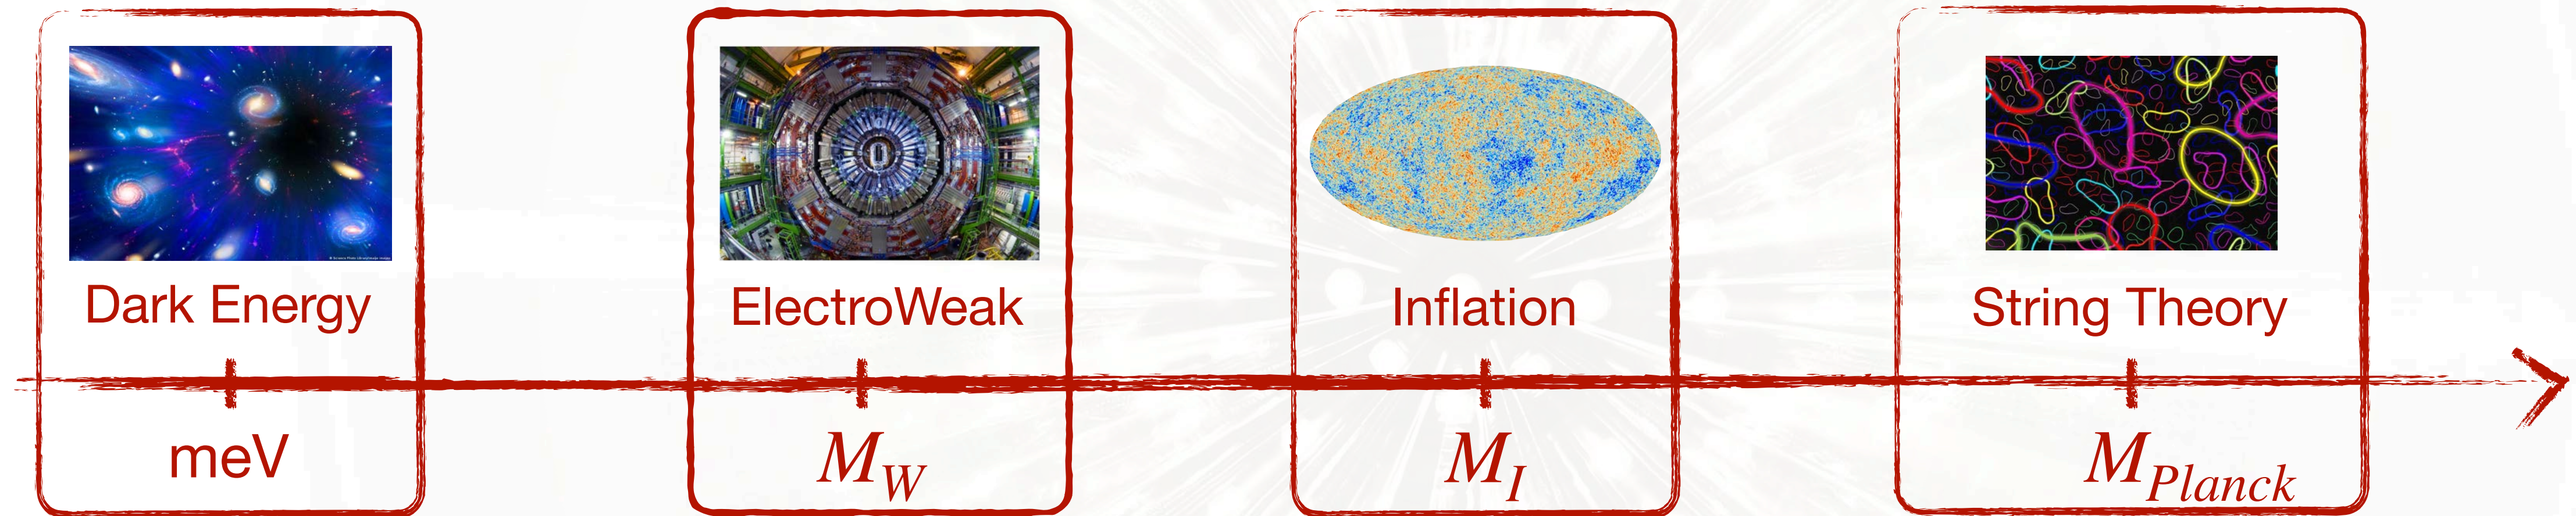 Dark Energy
ElectroWeak
Inflation
String Theory
meV
M_W
M_I
M_Planck